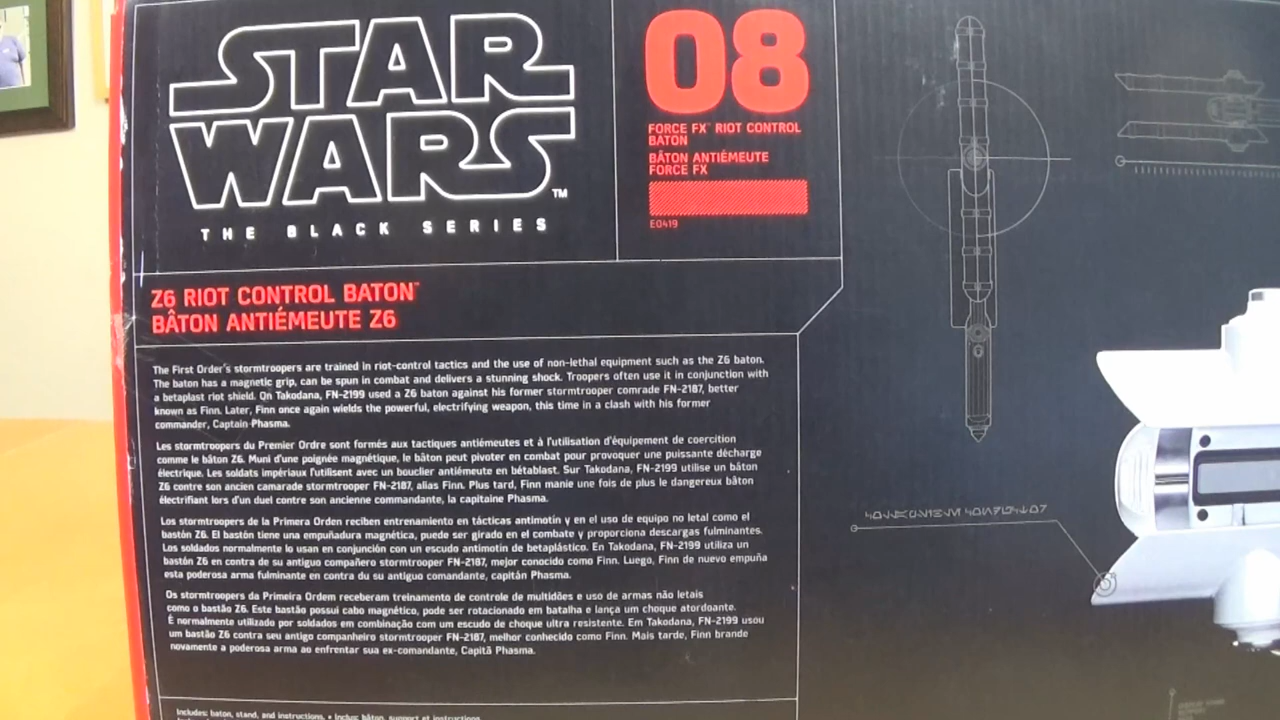 STAR
WARS™
THE BLACK SERIES
08
FORCE FX™ RIOT CONTROL
BATON
BÂTON ANTIÉMEUTE
FORCE FX
E0419
Z6 RIOT CONTROL BATON™
BÂTON ANTIÉMEUTE Z6
The First Order's stormtroopers are trained in riot-control tactics and the use of non-lethal equipment such as the Z6 baton.
The baton has a magnetic grip, can be spun in combat and delivers a stunning shock. Troopers often use it in conjunction with
a betaplast riot shield. On Takodana, FN-2199 used a Z6 baton against his former stormtrooper comrade FN-2187, better
known as Finn. Later, Finn once again wields the powerful, electrifying weapon, this time in a clash with his former
commander, Captain Phasma.
Les stormtroopers du Premier Ordre sont formés aux tactiques antiémeutes et à l'utilisation d'équipement de coercition
comme le bâton Z6. Muni d'une poignée magnétique, le bâton peut pivoter en combat pour provoquer une puissante décharge
électrique. Les soldats impériaux l'utilisent avec un bouclier antiémeute en bétablast. Sur Takodana, FN-2199 utilise un bâton
Z6 contre son ancien camarade stormtrooper FN-2187, alias Finn. Plus tard, Finn manie une fois de plus le dangereux bâton
électrifiant lors d'un duel contre son ancienne commandante, la capitaine Phasma.
Los stormtroopers de la Primera Orden reciben entrenamiento en tácticas antimotín y en el uso de equipo no letal como el
bastón Z6. El bastón tiene una empuñadura magnética, puede ser girado en el combate y proporciona descargas fulminantes.
Los soldados normalmente lo usan en conjunción con un escudo antimotín de betaplástico. En Takodana, FN-2199 utiliza un
bastón Z6 en contra de su antiguo compañero stormtrooper FN-2187, mejor conocido como Finn. Luego, Finn de nuevo empuña
esta poderosa arma fulminante en contra du su antiguo comandante, capitán Phasma.
Os stormtroopers da Primeira Ordem receberam treinamento de controle de multidões e uso de armas não letais
como o bastão Z6. Este bastão possui cabo magnético, pode ser rotacionado em batalha e lança um choque atordoante.
É normalmente utilizado por soldados em combinação com um escudo de choque ultra resistente. Em Takodana, FN-2199 usou
um bastão Z6 contra seu antigo companheiro stormtrooper FN-2187, melhor conhecido como Finn. Mais tarde, Finn brande
novamente a poderosa arma ao enfrentar sua ex-comandante, Capitã Phasma.
Includes: baton, stand, and instructions. • Inclut: bâton, support et instructions.